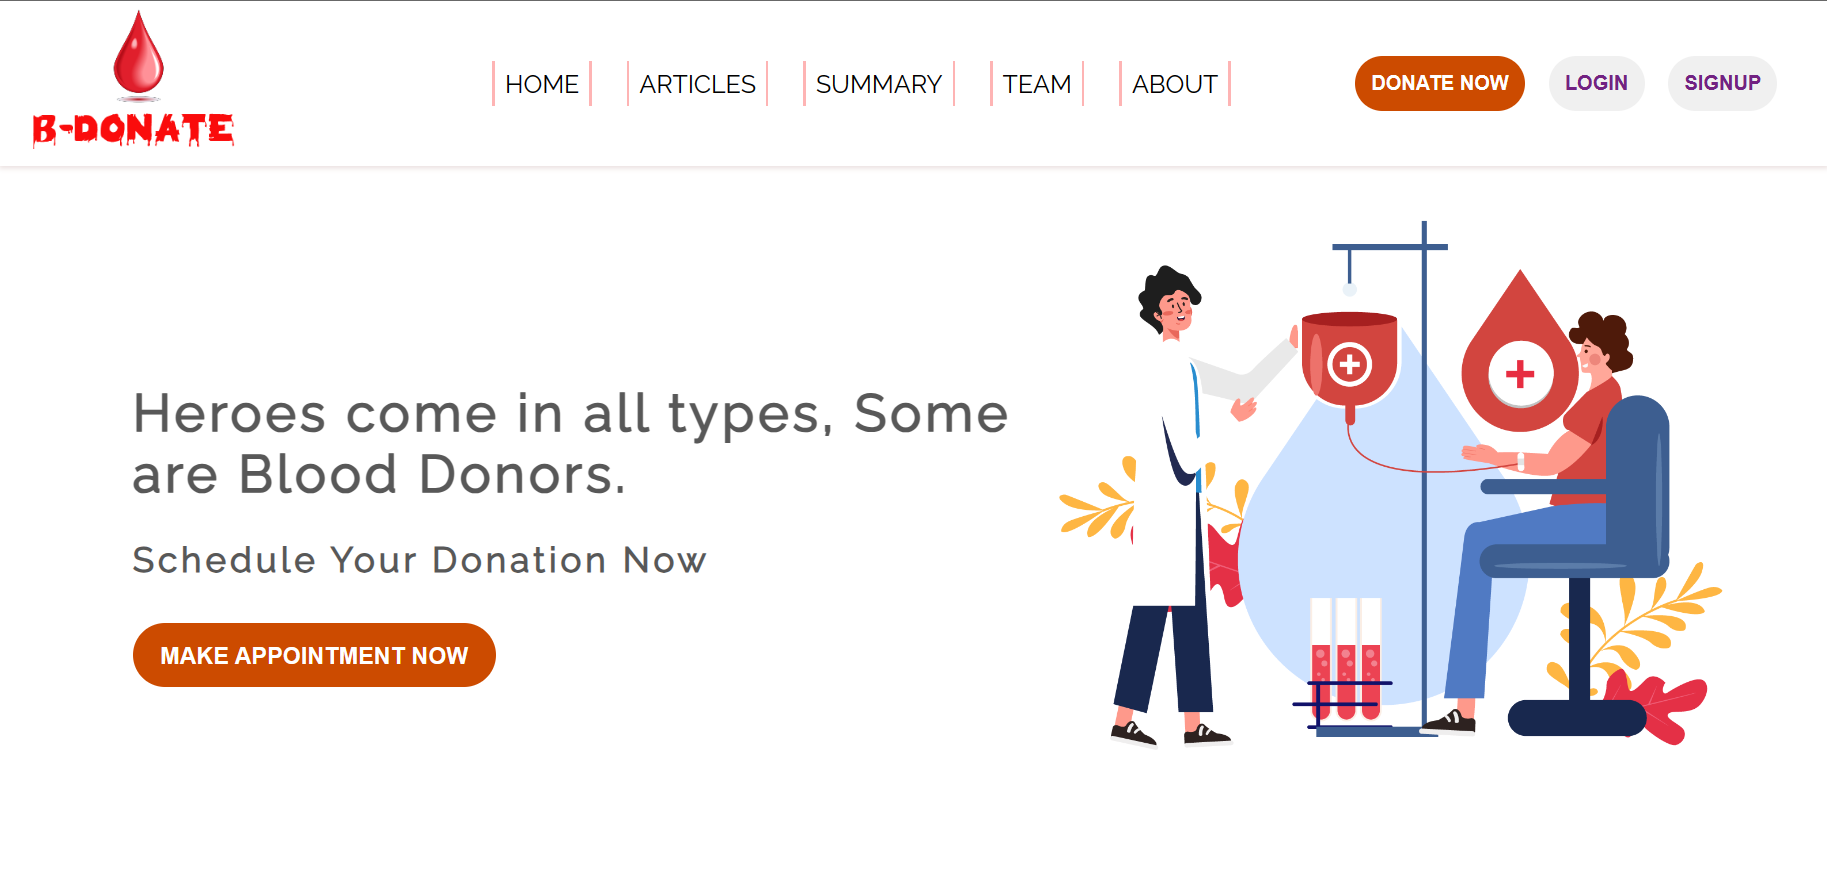 B-DONATE
HOME
ARTICLES
SUMMARY
TEAM
ABOUT
DONATE NOW
LOGIN
SIGNUP
Heroes come in all types, Some
are Blood Donors.
Schedule Your Donation Now
MAKE APPOINTMENT NOW